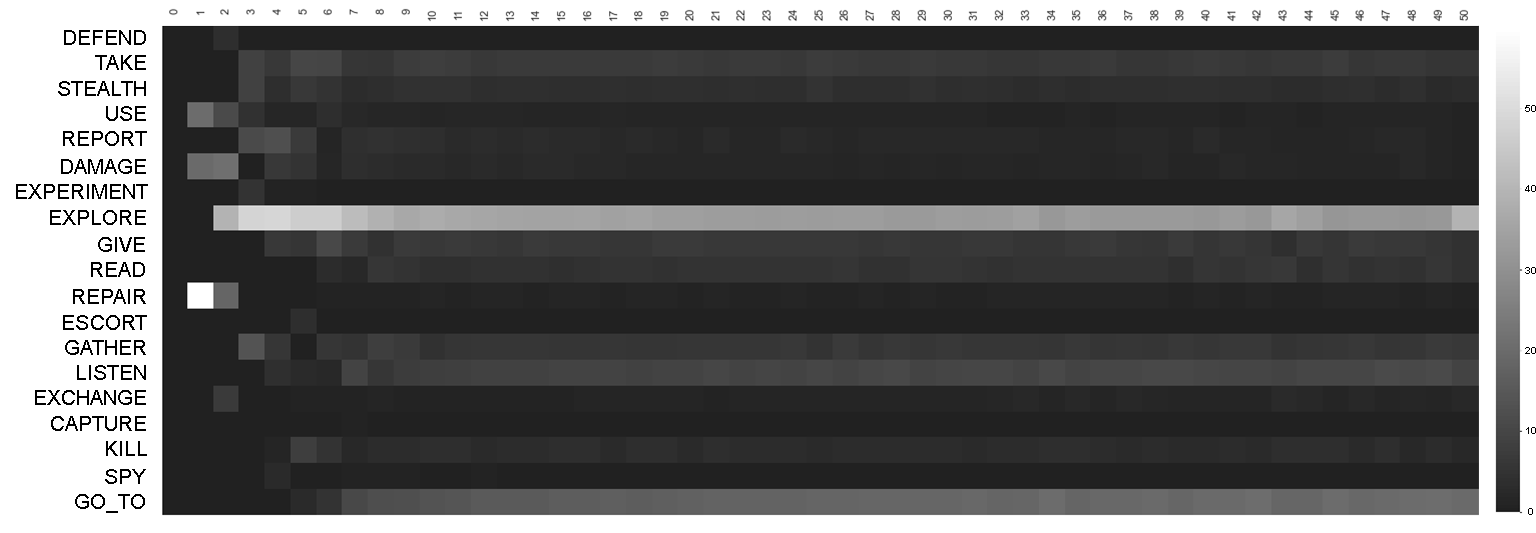 0 1 2 3 4 5 6 7 8 9 10 11 12 13 14 15 16 17 18 19 20 21 22 23 24 25 26 27 28 29 30 31 32 33 34 35 36 37 38 39 40 41 42 43 44 45 46 47 48 49 50
DEFEND
TAKE
STEALTH
USE
REPORT
DAMAGE
EXPERIMENT
EXPLORE
GIVE
READ
REPAIR
ESCORT
GATHER
LISTEN
EXCHANGE
CAPTURE
KILL
SPY
GO_TO
50
40
30
20
10
0